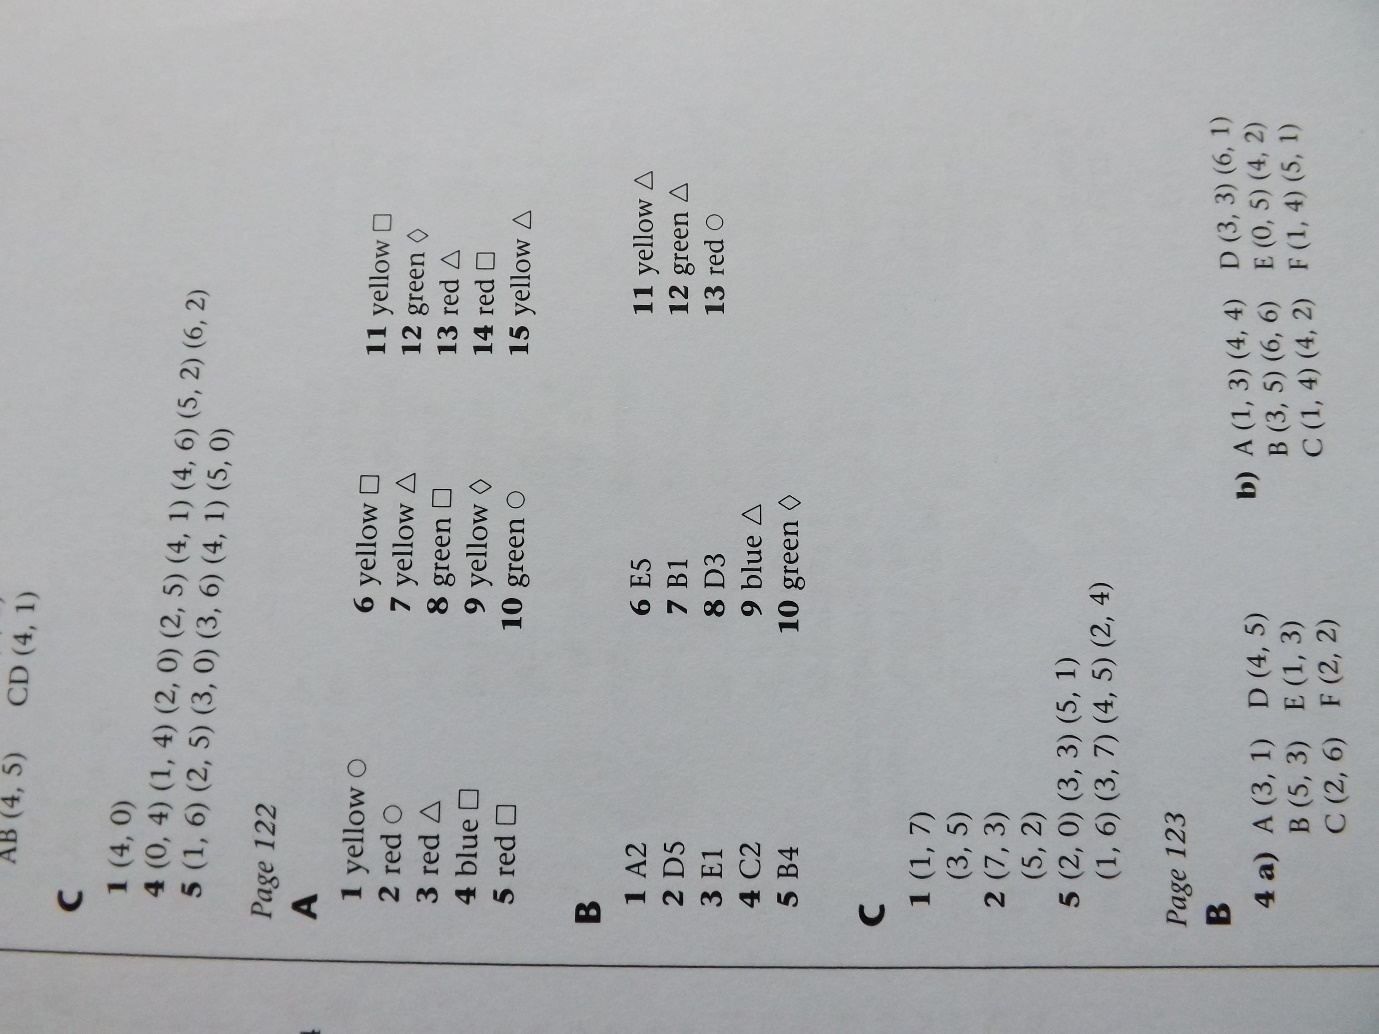 AB (4, 5) CD (4, 1)
C
1 (4, 0)
4 (0, 4) (1, 4) (2, 0) (2, 5) (4, 1) (4, 6) (5, 2) (6, 2)
5 (1, 6) (2, 5) (3, 0) (3, 6) (4, 1) (5, 0)
Page 122
A
1 yellow ○ 6 yellow □ 11 yellow □
2 red ○ 7 yellow △ 12 green ◇
3 red △ 8 green □ 13 red △
4 blue □ 9 yellow ◇ 14 red □
5 red □ 10 green ○ 15 yellow △
B
1 A2 6 E5 11 yellow △
2 D5 7 B1 12 green △
3 E1 8 D3 13 red ○
4 C2 9 blue △
5 B4 10 green ◇
C
1 (1, 7)
(3, 5)
2 (7, 3)
(5, 2)
5 (2, 0) (3, 3) (5, 1)
(1, 6) (3, 7) (4, 5) (2, 4)
Page 123
B
4 a) A (3, 1) D (4, 5) b) A (1, 3) (4, 4) D (3, 3) (6, 1)
B (5, 3) E (1, 3) B (3, 5) (6, 6) E (0, 5) (4, 2)
C (2, 6) F (2, 2) C (1, 4) (4, 2) F (1, 4) (5, 1)